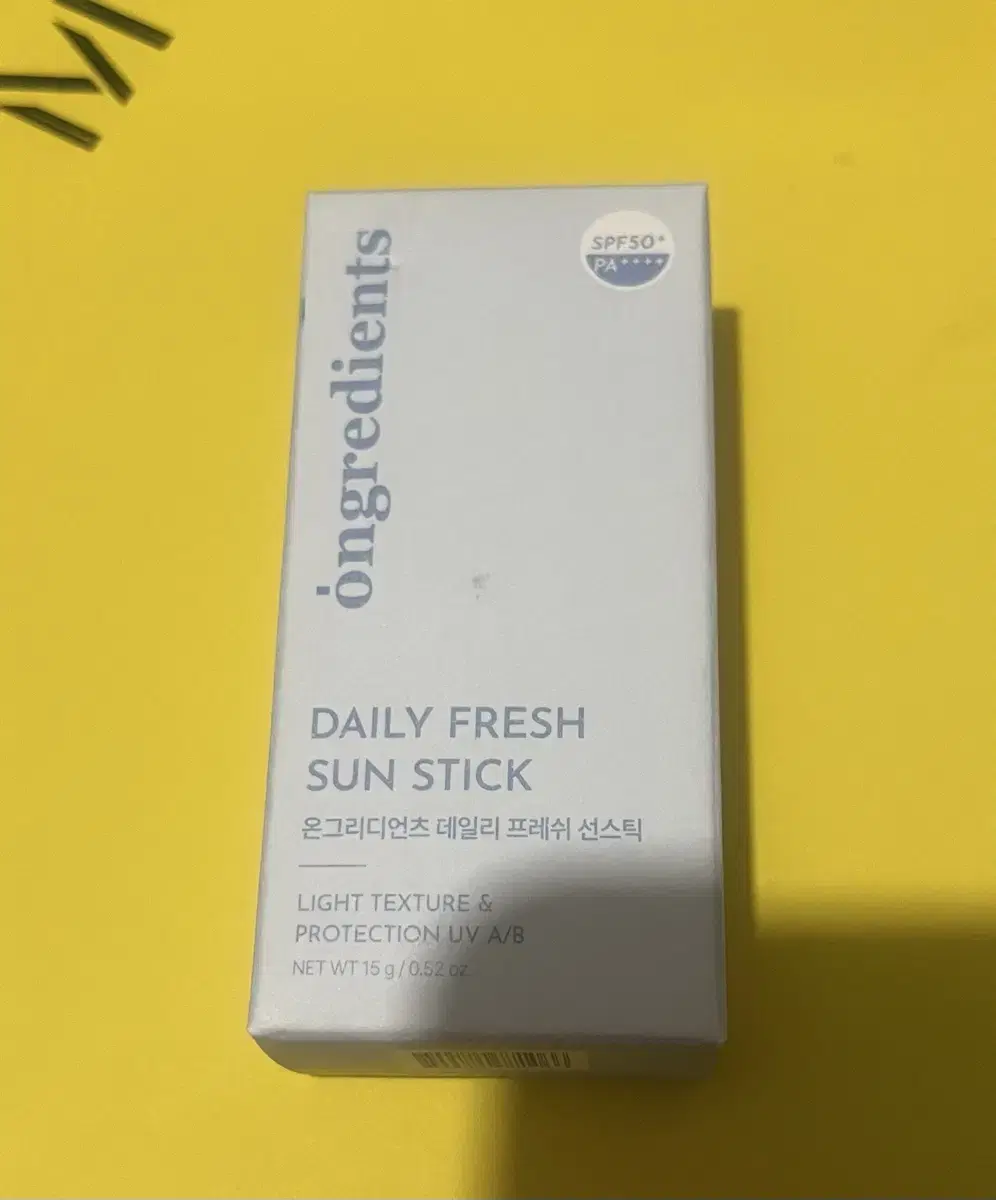 SPF50+
PA++++
ongredients
DAILY FRESH
SUN STICK
온그리디언츠 데일리 프레쉬 선스틱
LIGHT TEXTURE &
PROTECTION UV A/B
NET WT 15 g / 0.52 oz.